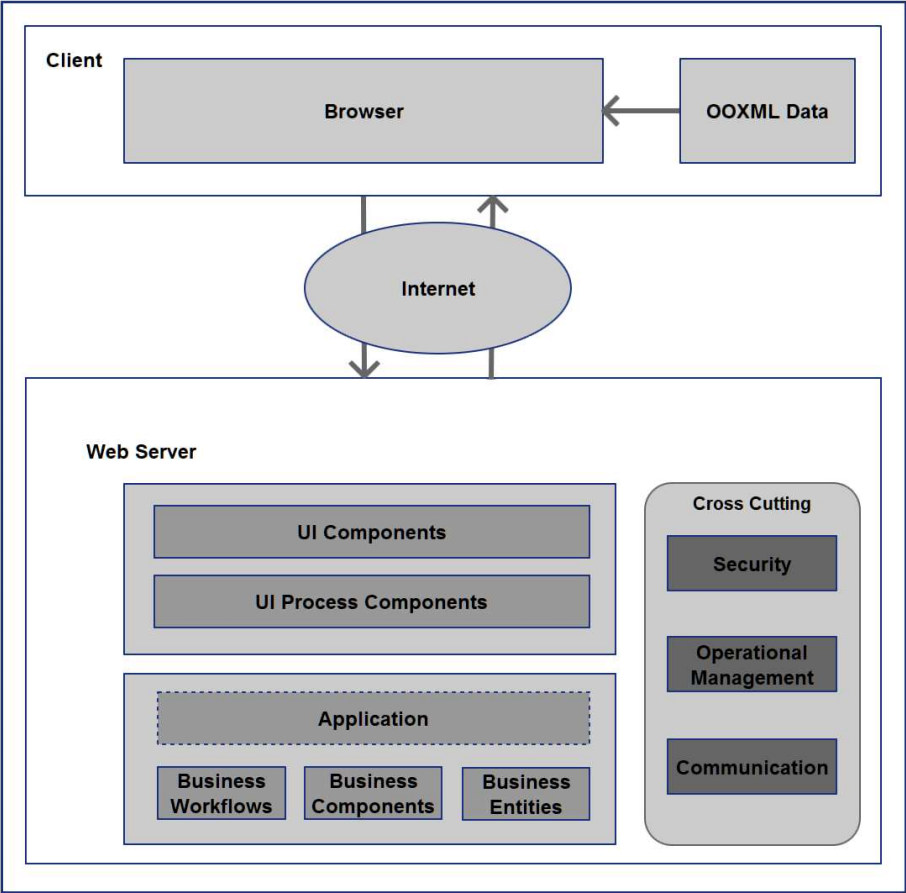 Client
Browser
OOXML Data
Internet
Web Server
UI Components
UI Process Components
Application
Business
Workflows
Business
Components
Business
Entities
Cross Cutting
Security
Operational
Management
Communication